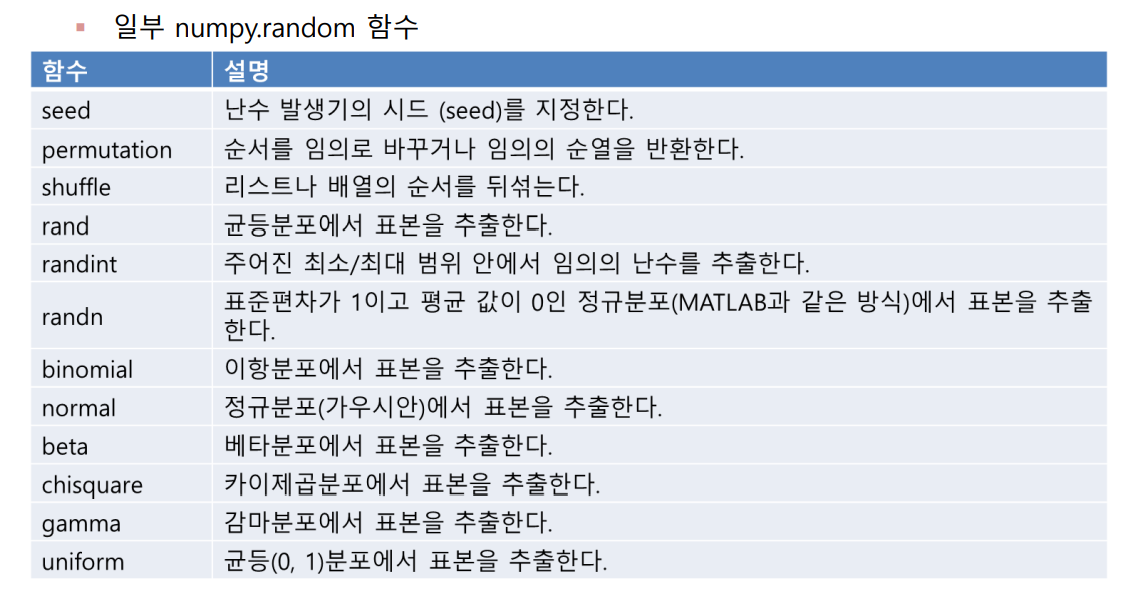 일부 numpy.random 함수
함수 설명
seed 난수 발생기의 시드 (seed)를 지정한다.
permutation 순서를 임의로 바꾸거나 임의의 순열을 반환한다.
shuffle 리스트나 배열의 순서를 뒤섞는다.
rand 균등분포에서 표본을 추출한다.
randint 주어진 최소/최대 범위 안에서 임의의 난수를 추출한다.
randn 표준편차가 1이고 평균 값이 0인 정규분포(MATLAB과 같은 방식)에서 표본을 추출
한다.
binomial 이항분포에서 표본을 추출한다.
normal 정규분포(가우시안)에서 표본을 추출한다.
beta 베타분포에서 표본을 추출한다.
chisquare 카이제곱분포에서 표본을 추출한다.
gamma 감마분포에서 표본을 추출한다.
uniform 균등(0, 1)분포에서 표본을 추출한다.